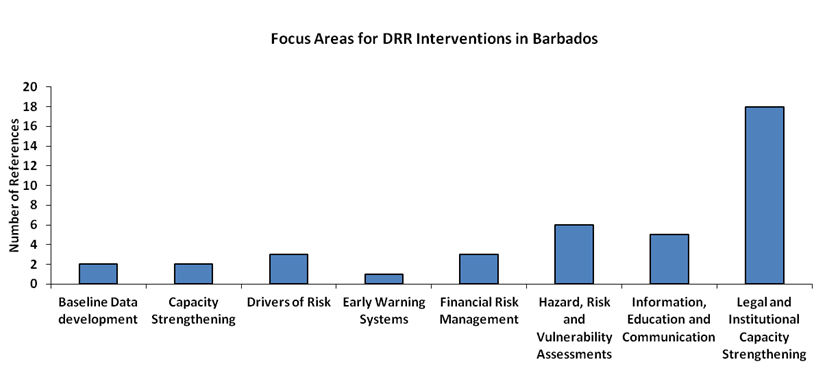 Focus Areas for DRR Interventions in Barbados
Number of References
20
18
16
14
12
10
8
6
4
2
0
Baseline Data
development
Capacity
Strengthening
Drivers of Risk
Early Warning
Systems
Financial Risk
Management
Hazard, Risk
and
Vulnerability
Assessments
Information,
Education and
Communication
Legal and
Institutional
Capacity
Strengthening